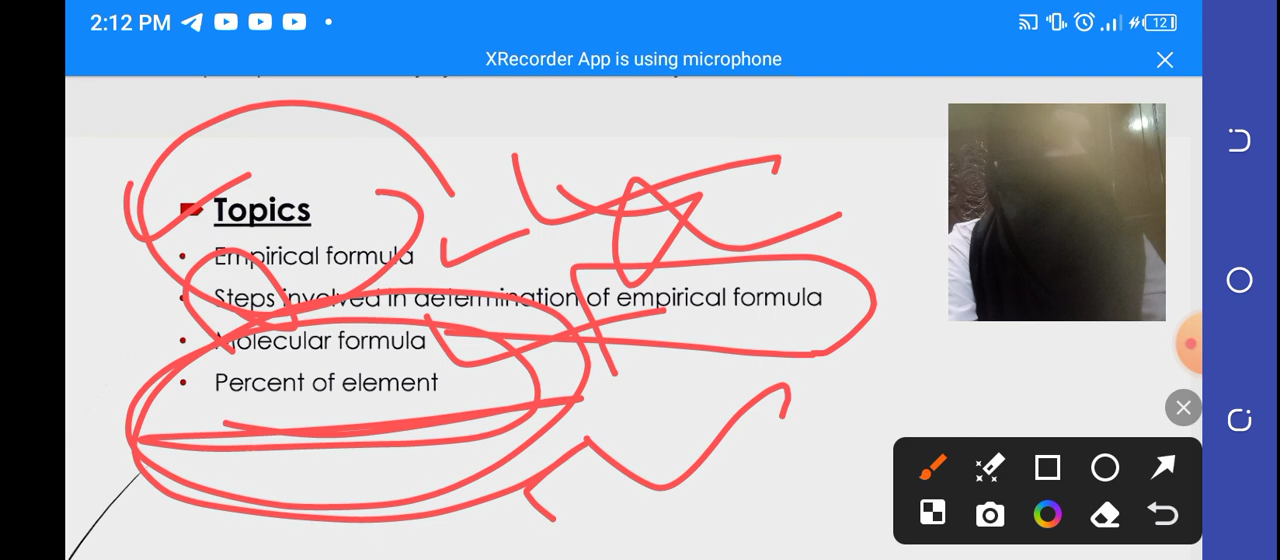 2:12 PM
12
XRecorder App is using microphone
Topics
Empirical formula
Steps involved in determination of empirical formula
Molecular formula
Percent of element